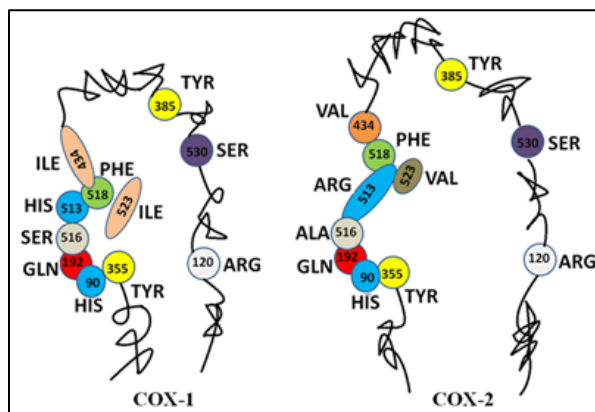 TYR
385
ILE
434
PHE
518
530
SER
HIS
513
523
ILE
SER
516
GLN
192
90
HIS
355
TYR
120
ARG
COX-1
TYR
385
VAL
434
PHE
518
530
SER
ARG
513
523
VAL
ALA
516
GLN
192
90
HIS
355
TYR
120
ARG
COX-2